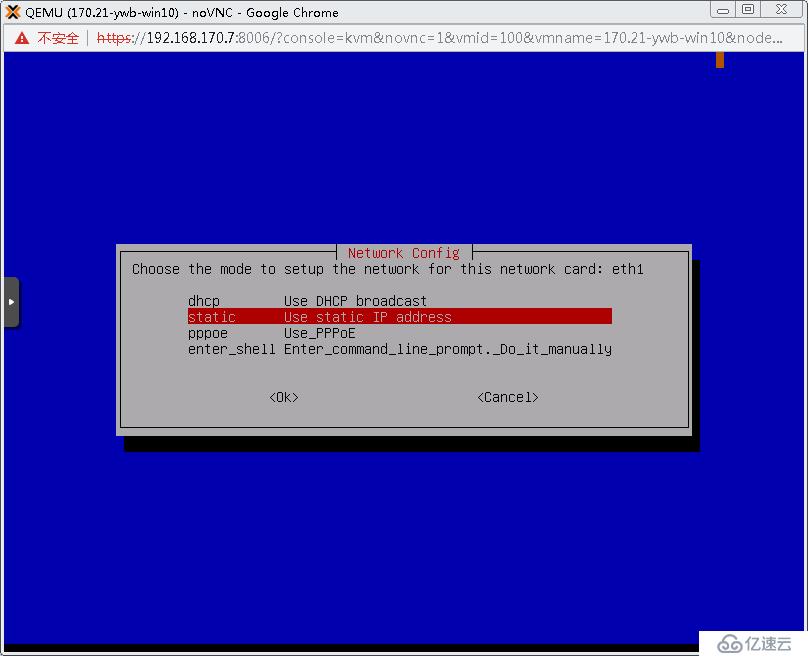 QEMU (170.21-ywb-win10) - noVNC - Google Chrome
不安全 | https://192.168.170.7:8006/?console=kvm&novnc=1&vmid=100&vmname=170.21-ywb-win10&node...
Network Config
Choose the mode to setup the network for this network card: eth1
dhcp Use DHCP broadcast
static Use static IP address
pppoe Use_PPPoE
enter_shell Enter_command_line_prompt._Do_it_manually
<Ok> <Cancel>
亿速云